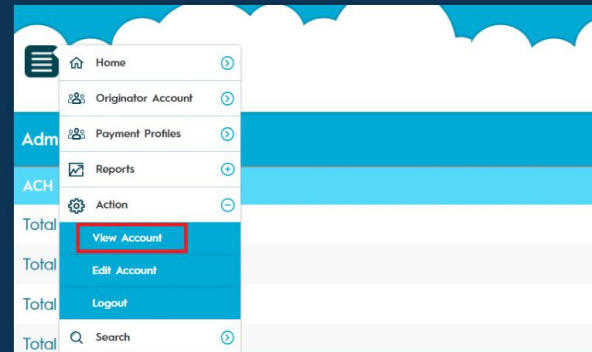 Home
Originator Account
Adm
Payment Profiles
Reports
ACH
Action
Total
View Account
Total
Edit Account
Total
Logout
Total
Search